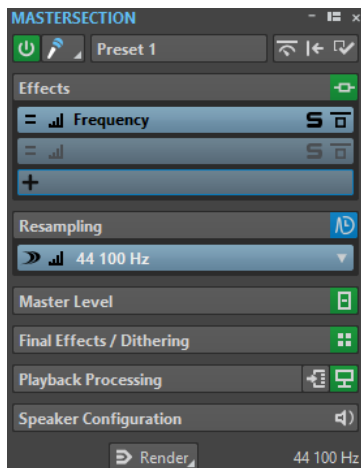 MASTERSECTION
Preset 1
Effects
Frequency S
S
Resampling
44 100 Hz
Master Level
Final Effects / Dithering
Playback Processing
Speaker Configuration
Render 44 100 Hz